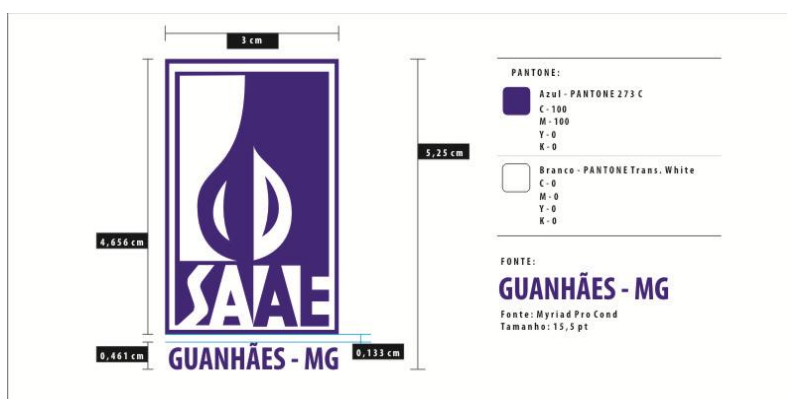 3 cm
5,25 cm
4,656 cm
SAAE
0,461 cm
0,133 cm
GUANHÃES - MG
PANTONE:
Azul - PANTONE 273 C
C - 100
M - 100
Y - 0
K - 0
Branco - PANTONE Trans. White
C - 0
M - 0
Y - 0
K - 0
FONTE:
GUANHÃES - MG
Fonte: Myriad Pro Cond
Tamanho: 15,5 pt